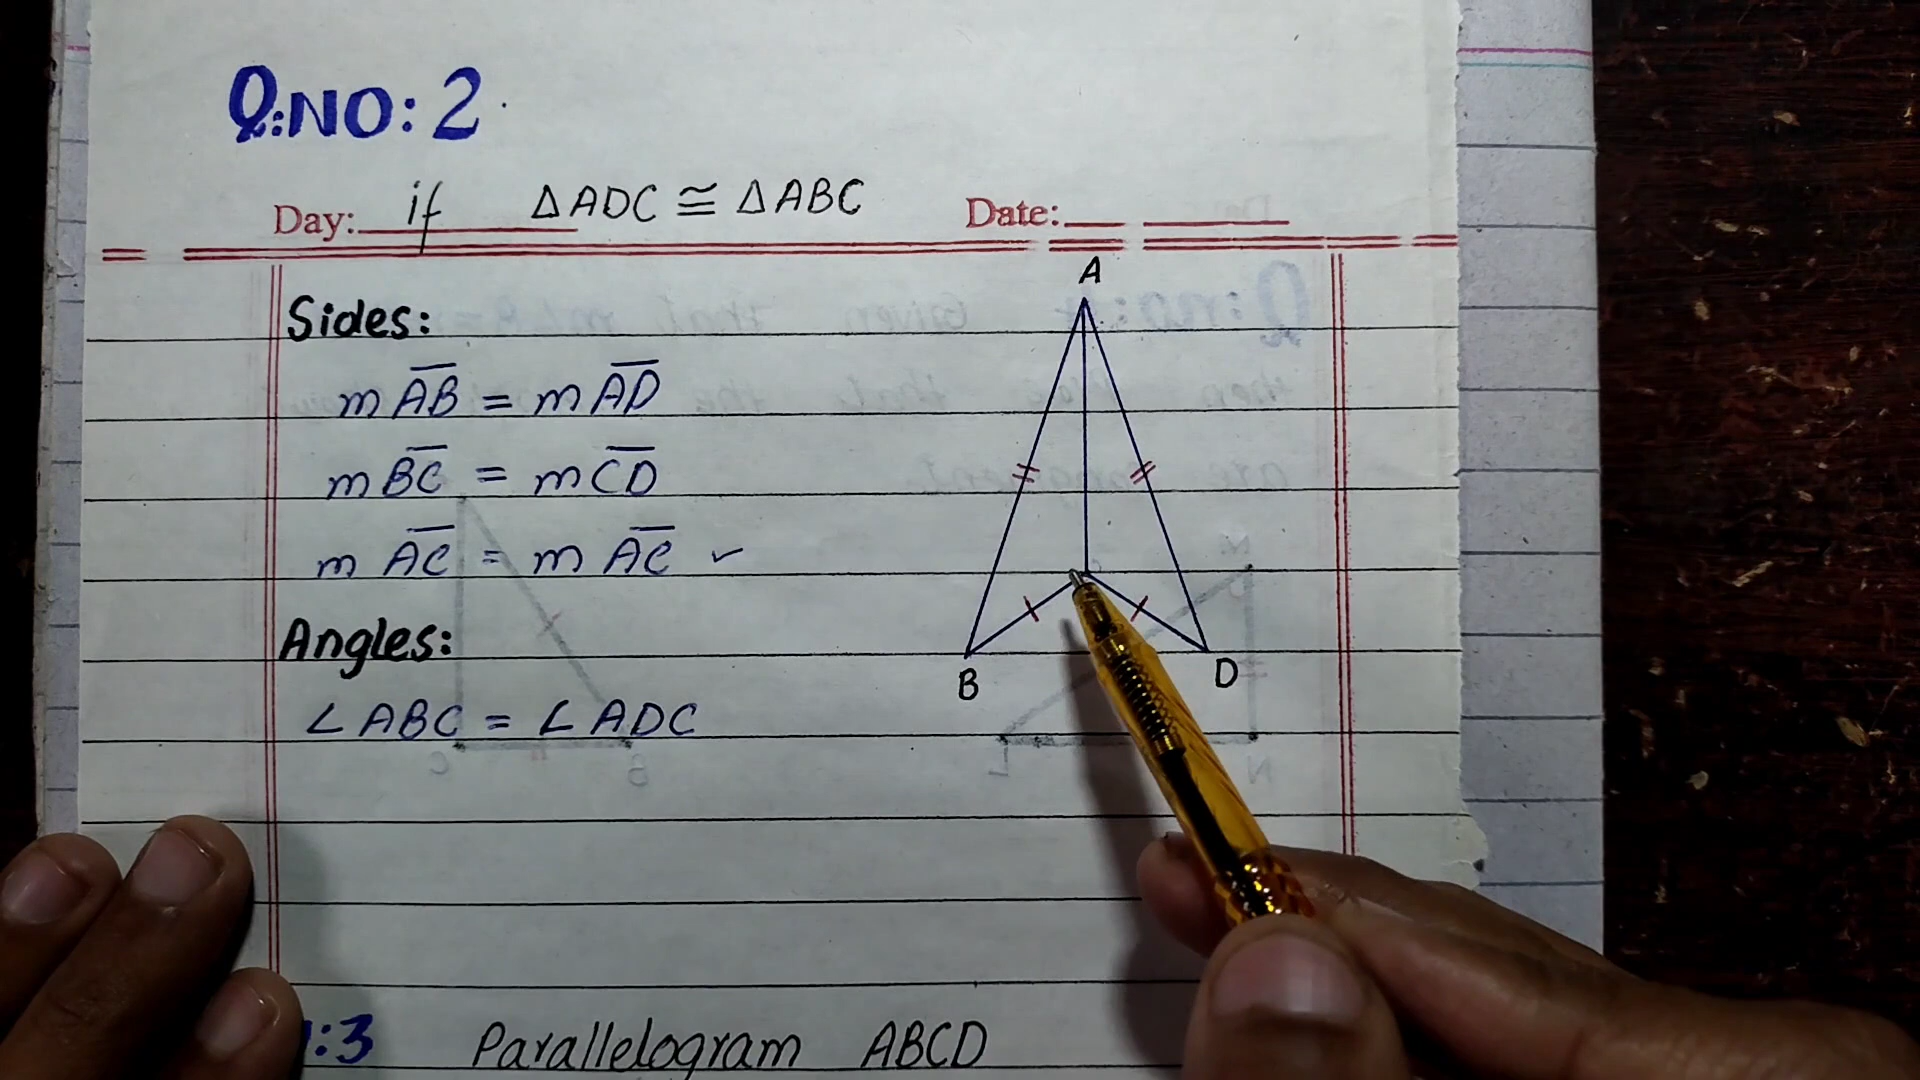 Q:NO:2
Day: if ΔADC ≅ ΔABC Date:
A
Sides:
mAB̅ = mAD̅
mBC̅ = mCD̅
mAC̅ = mAC̅ ✓
Angles:
B D
∠ABC = ∠ADC
:3 Parallelogram ABCD